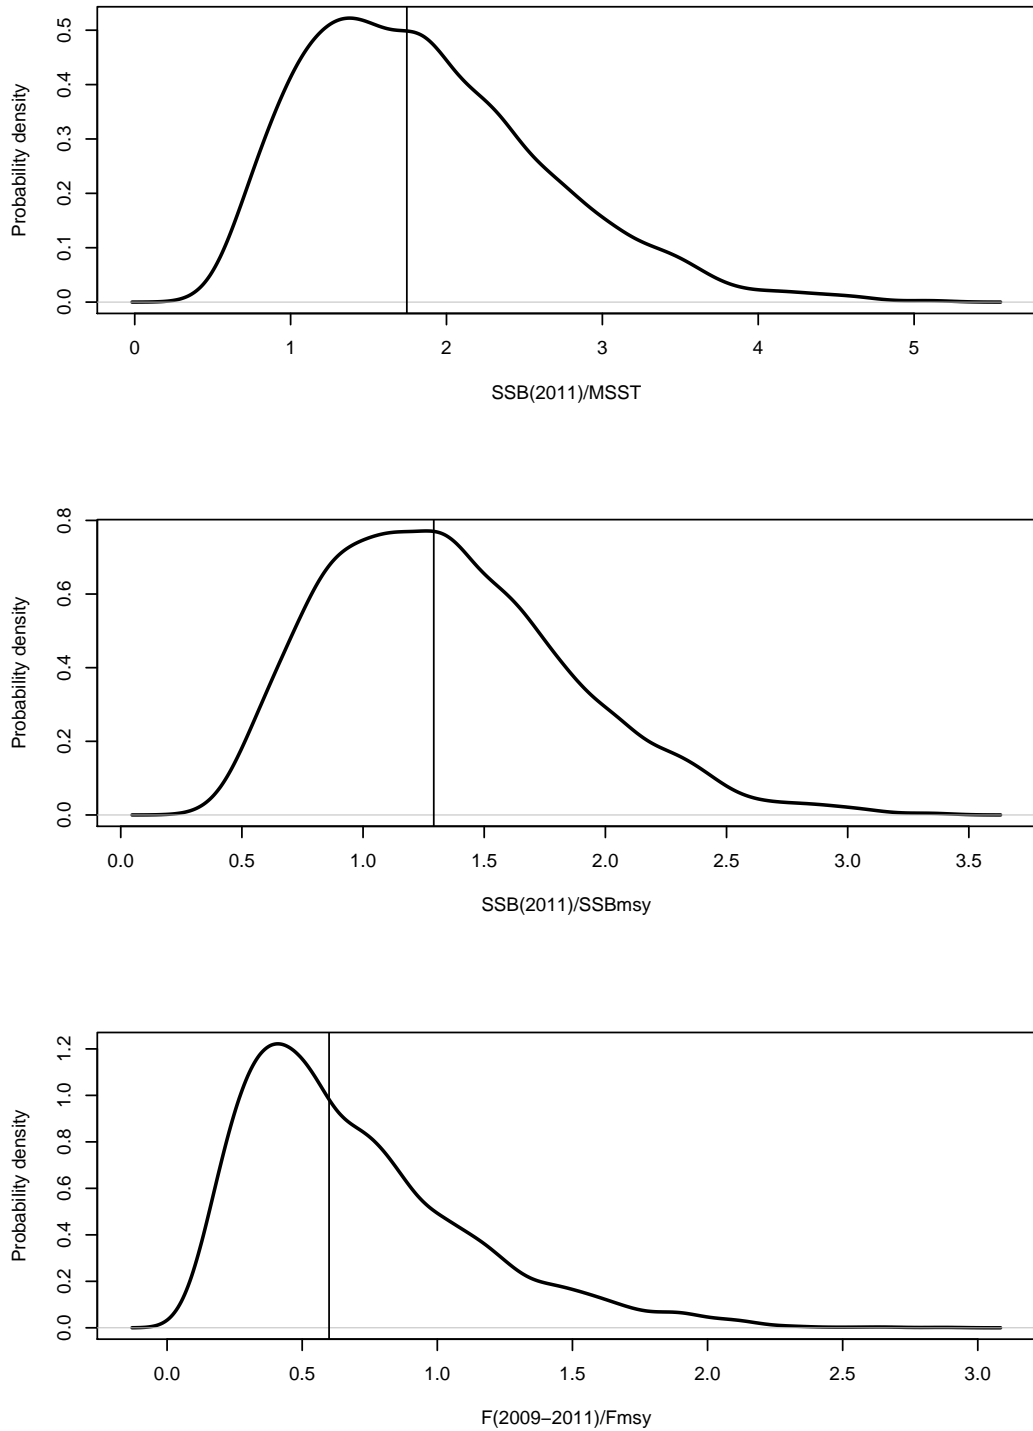 Probability density
0.0 0.1 0.2 0.3 0.4 0.5
0 1 2 3 4 5
SSB(2011)/MSST
Probability density
0.0 0.2 0.4 0.6 0.8
0.0 0.5 1.0 1.5 2.0 2.5 3.0 3.5
SSB(2011)/SSBmsy
Probability density
0.0 0.2 0.4 0.6 0.8 1.0 1.2
0.0 0.5 1.0 1.5 2.0 2.5 3.0
F(2009−2011)/Fmsy